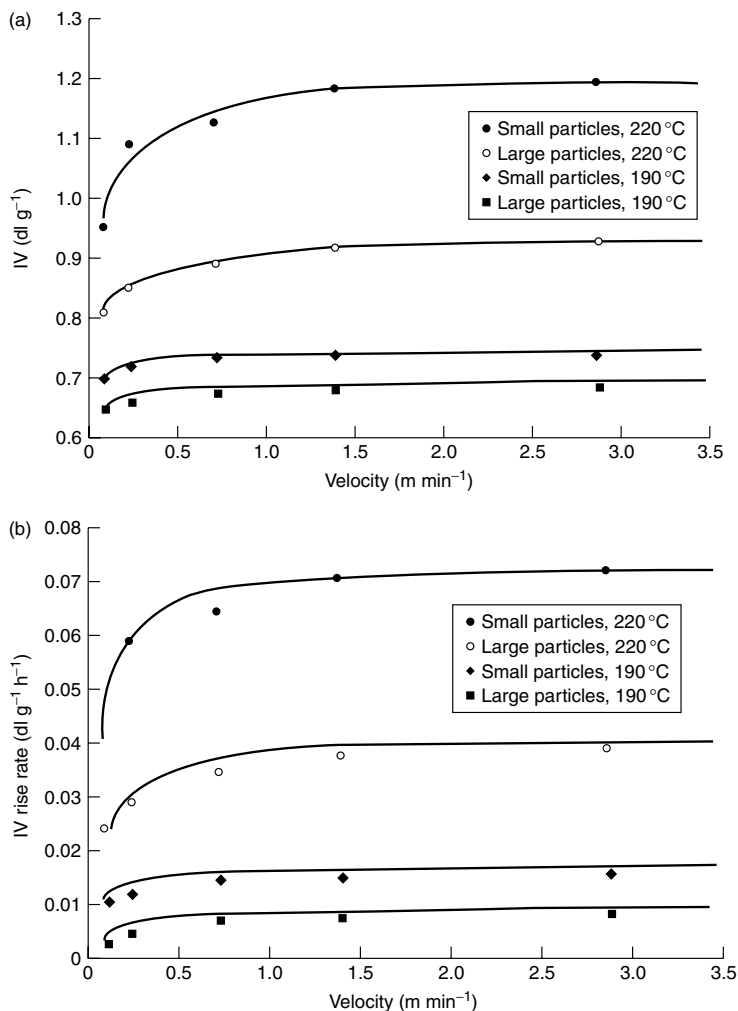 (a)
1.3
1.2
1.1
1.0
0.9
0.8
0.7
0.6
IV (dl g⁻¹)
● Small particles, 220 °C
○ Large particles, 220 °C
◆ Small particles, 190 °C
■ Large particles, 190 °C
0 0.5 1.0 1.5 2.0 2.5 3.0 3.5
Velocity (m min⁻¹)
(b)
0.08
0.07
0.06
0.05
0.04
0.03
0.02
0.01
0
IV rise rate (dl g⁻¹ h⁻¹)
● Small particles, 220 °C
○ Large particles, 220 °C
◆ Small particles, 190 °C
■ Large particles, 190 °C
0 0.5 1.0 1.5 2.0 2.5 3.0 3.5
Velocity (m min⁻¹)